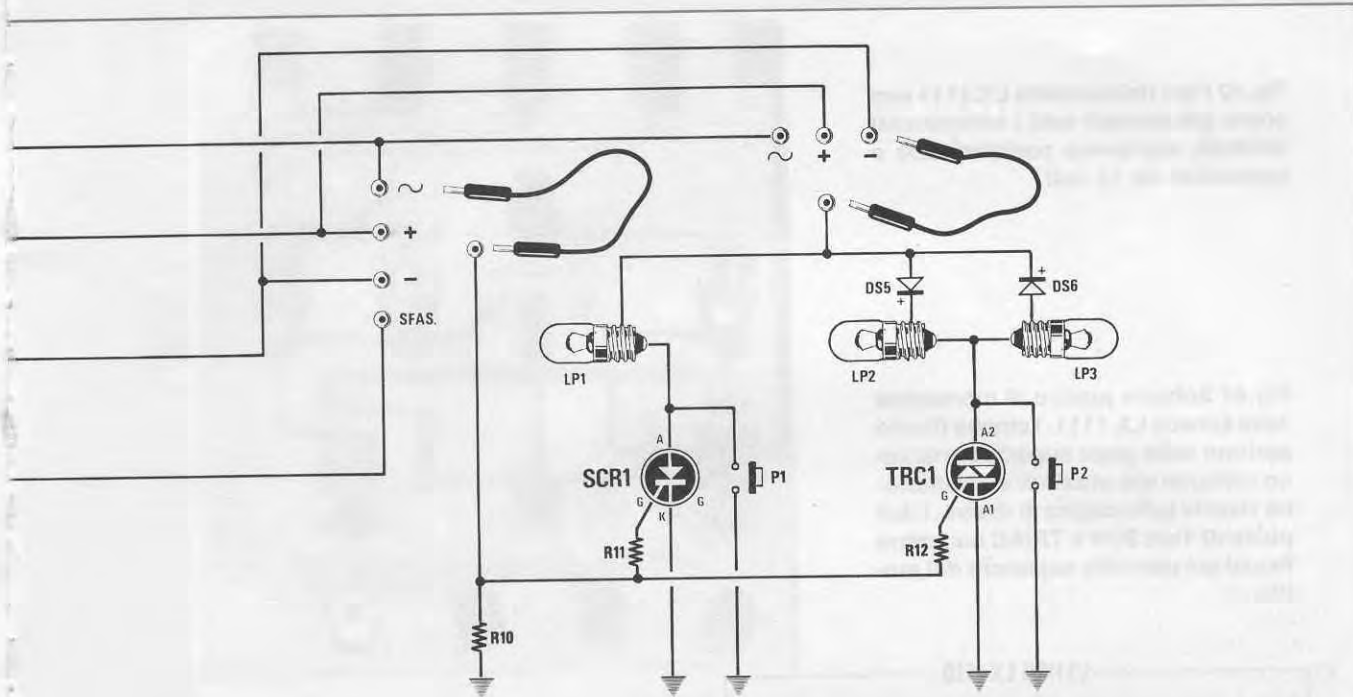 ∼ + −
∼
+
−
SFAS.
DS5 + + DS6
LP1 LP2 LP3
A A2
SCR1 P1 TRC1 P2
G G G
K A1
R11 R12
R10